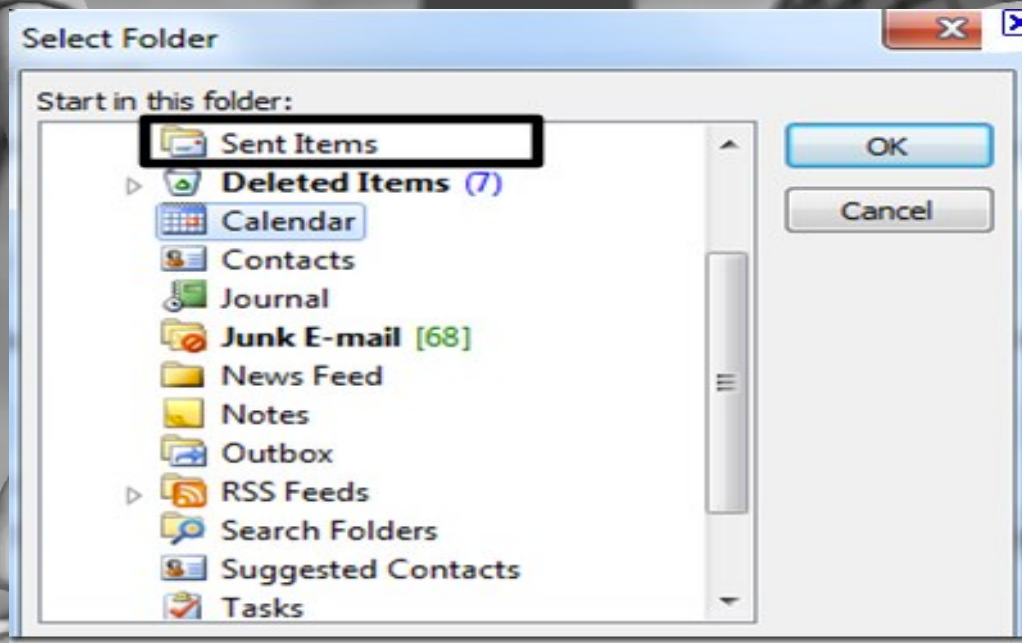 Select Folder
Start in this folder:
Sent Items
Deleted Items (7)
Calendar
Contacts
Journal
Junk E-mail [68]
News Feed
Notes
Outbox
RSS Feeds
Search Folders
Suggested Contacts
Tasks
OK
Cancel